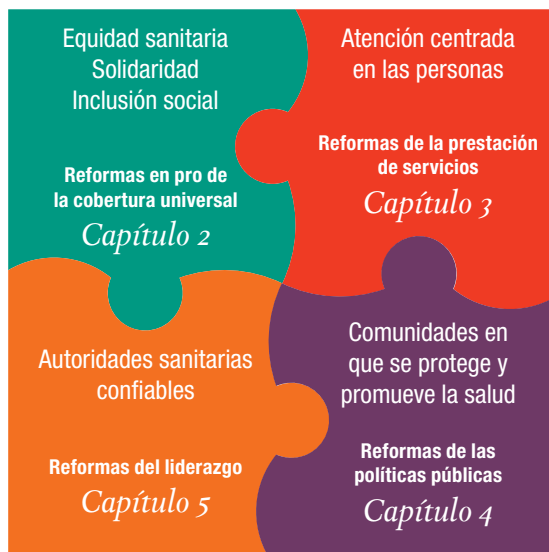 Equidad sanitaria
Solidaridad
Inclusión social
Reformas en pro de
la cobertura universal
Capítulo 2
Atención centrada
en las personas
Reformas de la prestación
de servicios
Capítulo 3
Autoridades sanitarias
confiables
Reformas del liderazgo
Capítulo 5
Comunidades en
que se protege y
promueve la salud
Reformas de las
políticas públicas
Capítulo 4